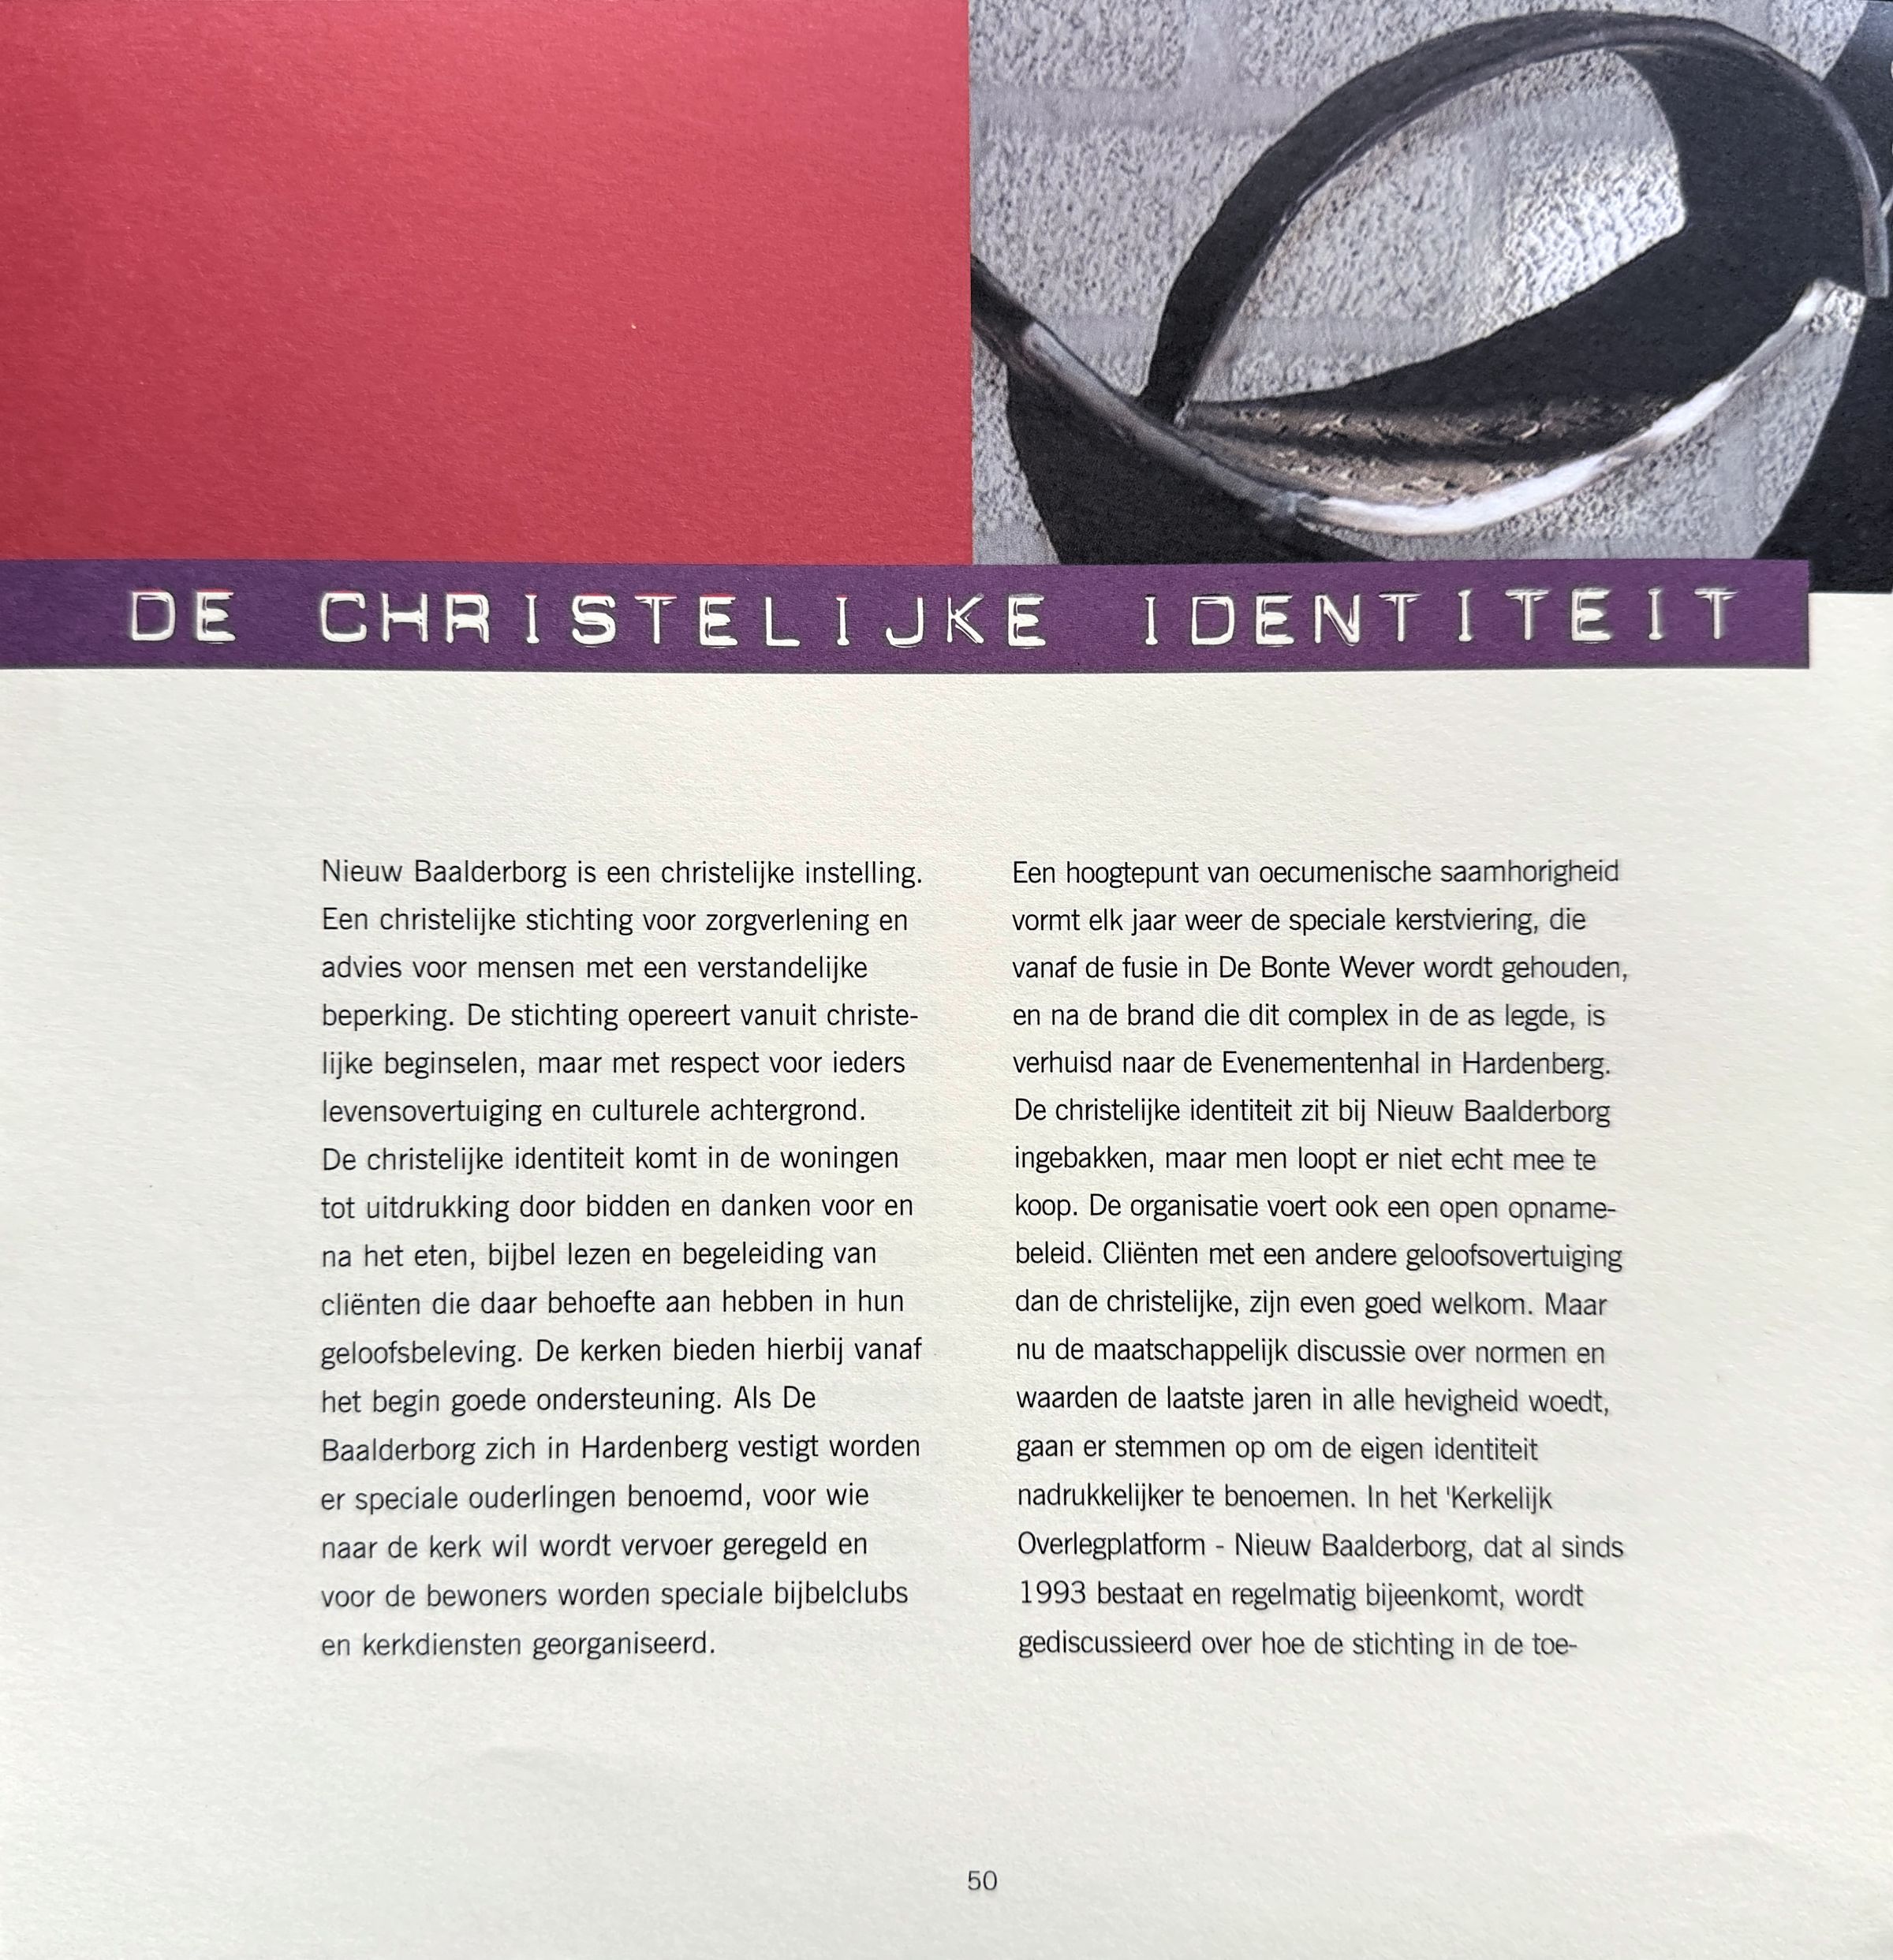 DE CHRISTELIJKE IDENTITEIT
Nieuw Baalderborg is een christelijke instelling.
Een christelijke stichting voor zorgverlening en
advies voor mensen met een verstandelijke
beperking. De stichting opereert vanuit christe-
lijke beginselen, maar met respect voor ieders
levensovertuiging en culturele achtergrond.
De christelijke identiteit komt in de woningen
tot uitdrukking door bidden en danken voor en
na het eten, bijbel lezen en begeleiding van
cliënten die daar behoefte aan hebben in hun
geloofsbeleving. De kerken bieden hierbij vanaf
het begin goede ondersteuning. Als De
Baalderborg zich in Hardenberg vestigt worden
er speciale ouderlingen benoemd, voor wie
naar de kerk wil wordt vervoer geregeld en
voor de bewoners worden speciale bijbelclubs
en kerkdiensten georganiseerd.
Een hoogtepunt van oecumenische saamhorigheid
vormt elk jaar weer de speciale kerstviering, die
vanaf de fusie in De Bonte Wever wordt gehouden,
en na de brand die dit complex in de as legde, is
verhuisd naar de Evenementenhal in Hardenberg.
De christelijke identiteit zit bij Nieuw Baalderborg
ingebakken, maar men loopt er niet echt mee te
koop. De organisatie voert ook een open opname-
beleid. Cliënten met een andere geloofsovertuiging
dan de christelijke, zijn even goed welkom. Maar
nu de maatschappelijk discussie over normen en
waarden de laatste jaren in alle hevigheid woedt,
gaan er stemmen op om de eigen identiteit
nadrukkelijker te benoemen. In het 'Kerkelijk
Overlegplatform - Nieuw Baalderborg, dat al sinds
1993 bestaat en regelmatig bijeenkomt, wordt
gediscussieerd over hoe de stichting in de toe-
50